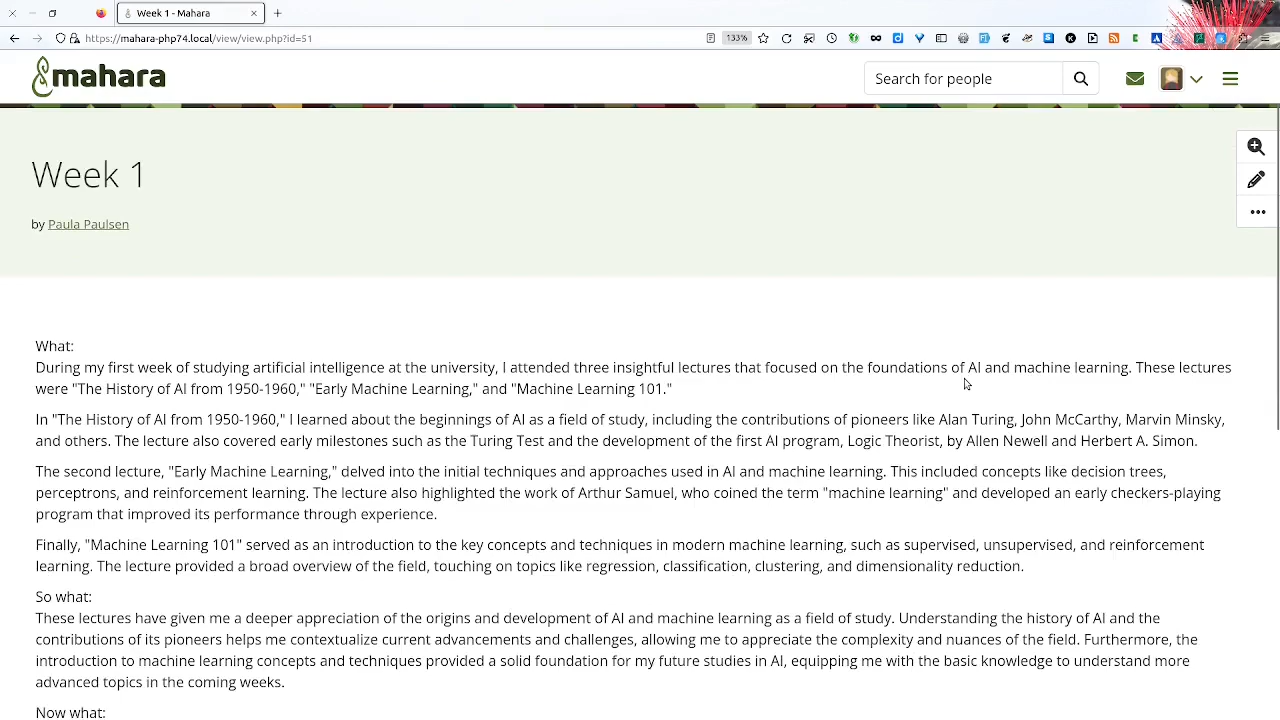 Week 1 - Mahara
https://mahara-php74.local/view/view.php?id=51
133%
mahara
Search for people
Week 1
by Paula Paulsen
What:
During my first week of studying artificial intelligence at the university, I attended three insightful lectures that focused on the foundations of AI and machine learning. These lectures
were "The History of AI from 1950-1960," "Early Machine Learning," and "Machine Learning 101."
In "The History of AI from 1950-1960," I learned about the beginnings of AI as a field of study, including the contributions of pioneers like Alan Turing, John McCarthy, Marvin Minsky,
and others. The lecture also covered early milestones such as the Turing Test and the development of the first AI program, Logic Theorist, by Allen Newell and Herbert A. Simon.
The second lecture, "Early Machine Learning," delved into the initial techniques and approaches used in AI and machine learning. This included concepts like decision trees,
perceptrons, and reinforcement learning. The lecture also highlighted the work of Arthur Samuel, who coined the term "machine learning" and developed an early checkers-playing
program that improved its performance through experience.
Finally, "Machine Learning 101" served as an introduction to the key concepts and techniques in modern machine learning, such as supervised, unsupervised, and reinforcement
learning. The lecture provided a broad overview of the field, touching on topics like regression, classification, clustering, and dimensionality reduction.
So what:
These lectures have given me a deeper appreciation of the origins and development of AI and machine learning as a field of study. Understanding the history of AI and the
contributions of its pioneers helps me contextualize current advancements and challenges, allowing me to appreciate the complexity and nuances of the field. Furthermore, the
introduction to machine learning concepts and techniques provided a solid foundation for my future studies in AI, equipping me with the basic knowledge to understand more
advanced topics in the coming weeks.
Now what: